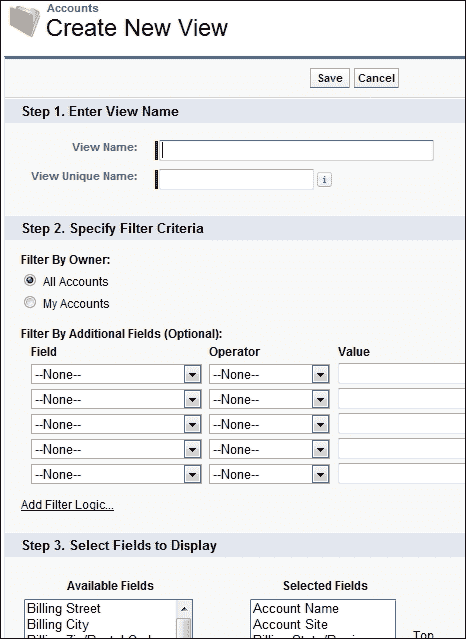 Accounts
Create New View
Save Cancel
Step 1. Enter View Name
View Name:
View Unique Name: i
Step 2. Specify Filter Criteria
Filter By Owner:
All Accounts
My Accounts
Filter By Additional Fields (Optional):
Field Operator Value
--None-- --None--
--None-- --None--
--None-- --None--
--None-- --None--
--None-- --None--
Add Filter Logic...
Step 3. Select Fields to Display
Available Fields Selected Fields
Billing Street Account Name
Billing City Account Site
Top